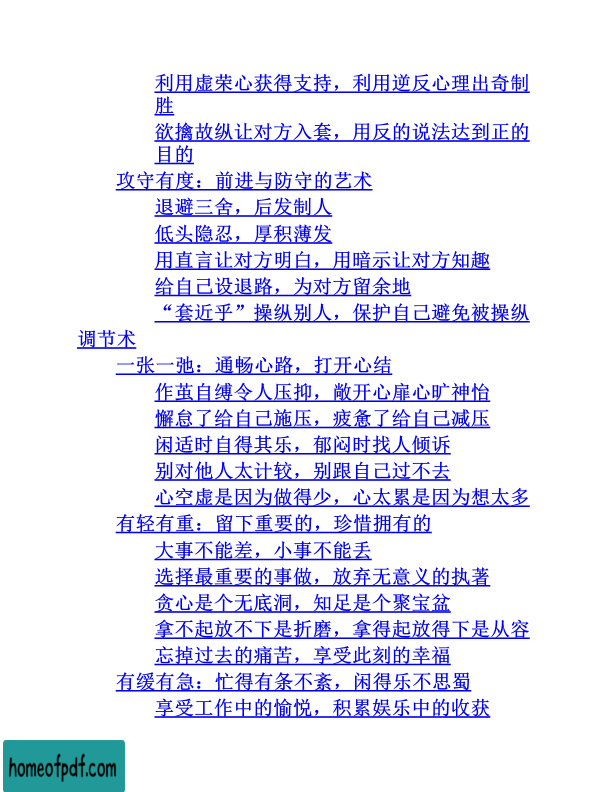 利用虚荣心获得支持，利用逆反心理出奇制
胜
欲擒故纵让对方入套，用反的说法达到正的
目的
攻守有度：前进与防守的艺术
退避三舍，后发制人
低头隐忍，厚积薄发
用直言让对方明白，用暗示让对方知趣
给自己设退路，为对方留余地
“套近乎”操纵别人，保护自己避免被操纵
调节术
一张一弛：通畅心路，打开心结
作茧自缚令人压抑，敞开心扉心旷神怡
懈怠了给自己施压，疲惫了给自己减压
闲适时自得其乐，郁闷时找人倾诉
别对他人太计较，别跟自己过不去
心空虚是因为做得少，心太累是因为想太多
有轻有重：留下重要的，珍惜拥有的
大事不能差，小事不能丢
选择最重要的事做，放弃无意义的执著
贪心是个无底洞，知足是个聚宝盆
拿不起放不下是折磨，拿得起放得下是从容
忘掉过去的痛苦，享受此刻的幸福
有缓有急：忙得有条不紊，闲得乐不思蜀
享受工作中的愉悦，积累娱乐中的收获
homeofpdf.com